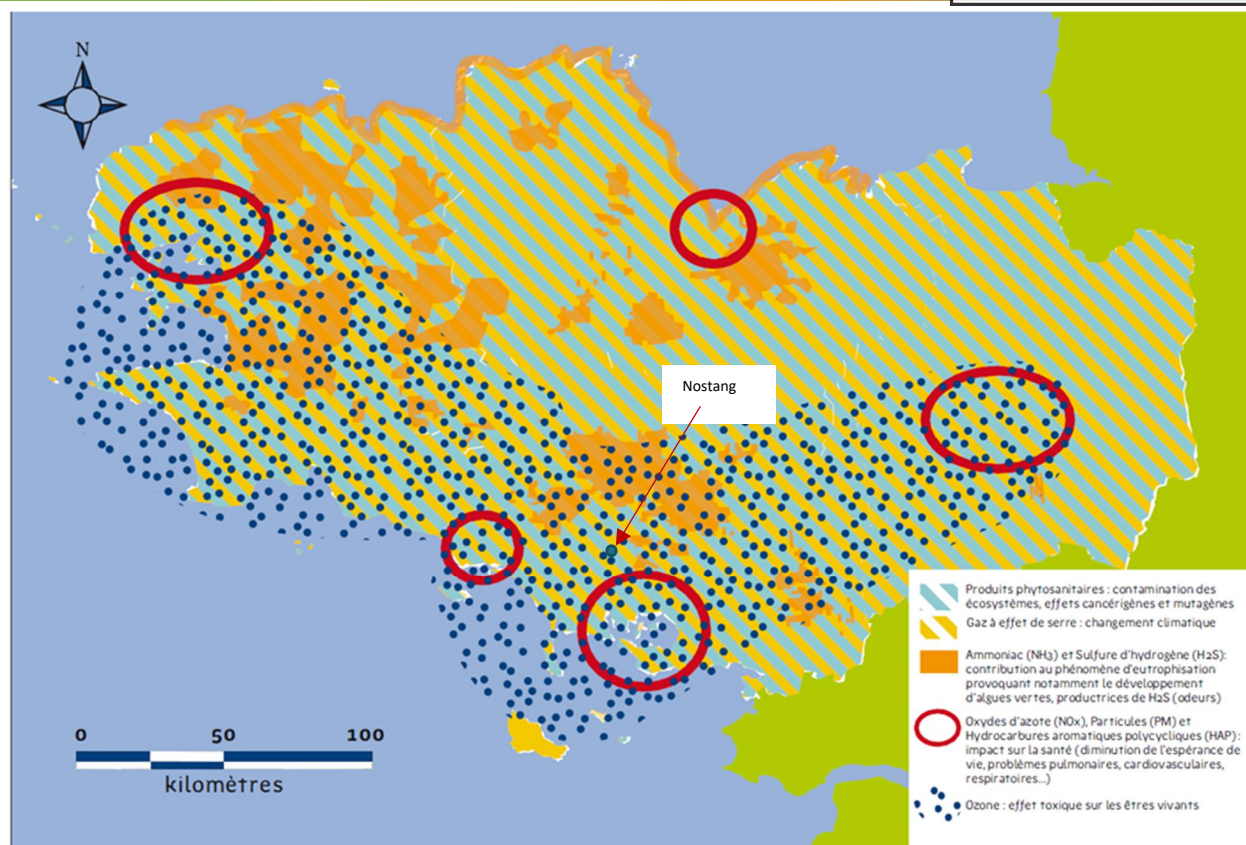 N
Nostang
0 50 100
kilomètres
Produits phytosanitaires : contamination des
écosystèmes, effets cancérigènes et mutagènes
Gaz à effet de serre : changement climatique
Ammoniac (NH3) et Sulfure d'hydrogène (H2S):
contribution au phénomène d'eutrophisation
provoquant notamment le développement
d'algues vertes, productrices de H2S (odeurs)
Oxydes d'azote (NOx), Particules (PM) et
Hydrocarbures aromatiques polycycliques (HAP) :
impact sur la santé (diminution de l'espérance de
vie, problèmes pulmonaires, cardiovasculaires,
respiratoires...)
Ozone : effet toxique sur les êtres vivants